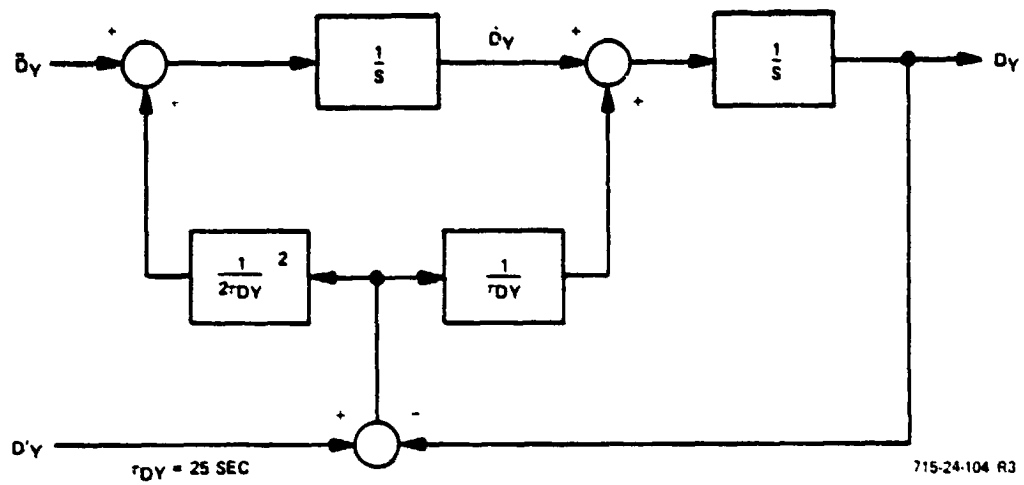 +
D̈Y
1
S
ḊY
+
1
S
DY
+
1
2τDY
2
1
τDY
+
-
D'Y
τDY = 25 SEC
715-24-104 R3